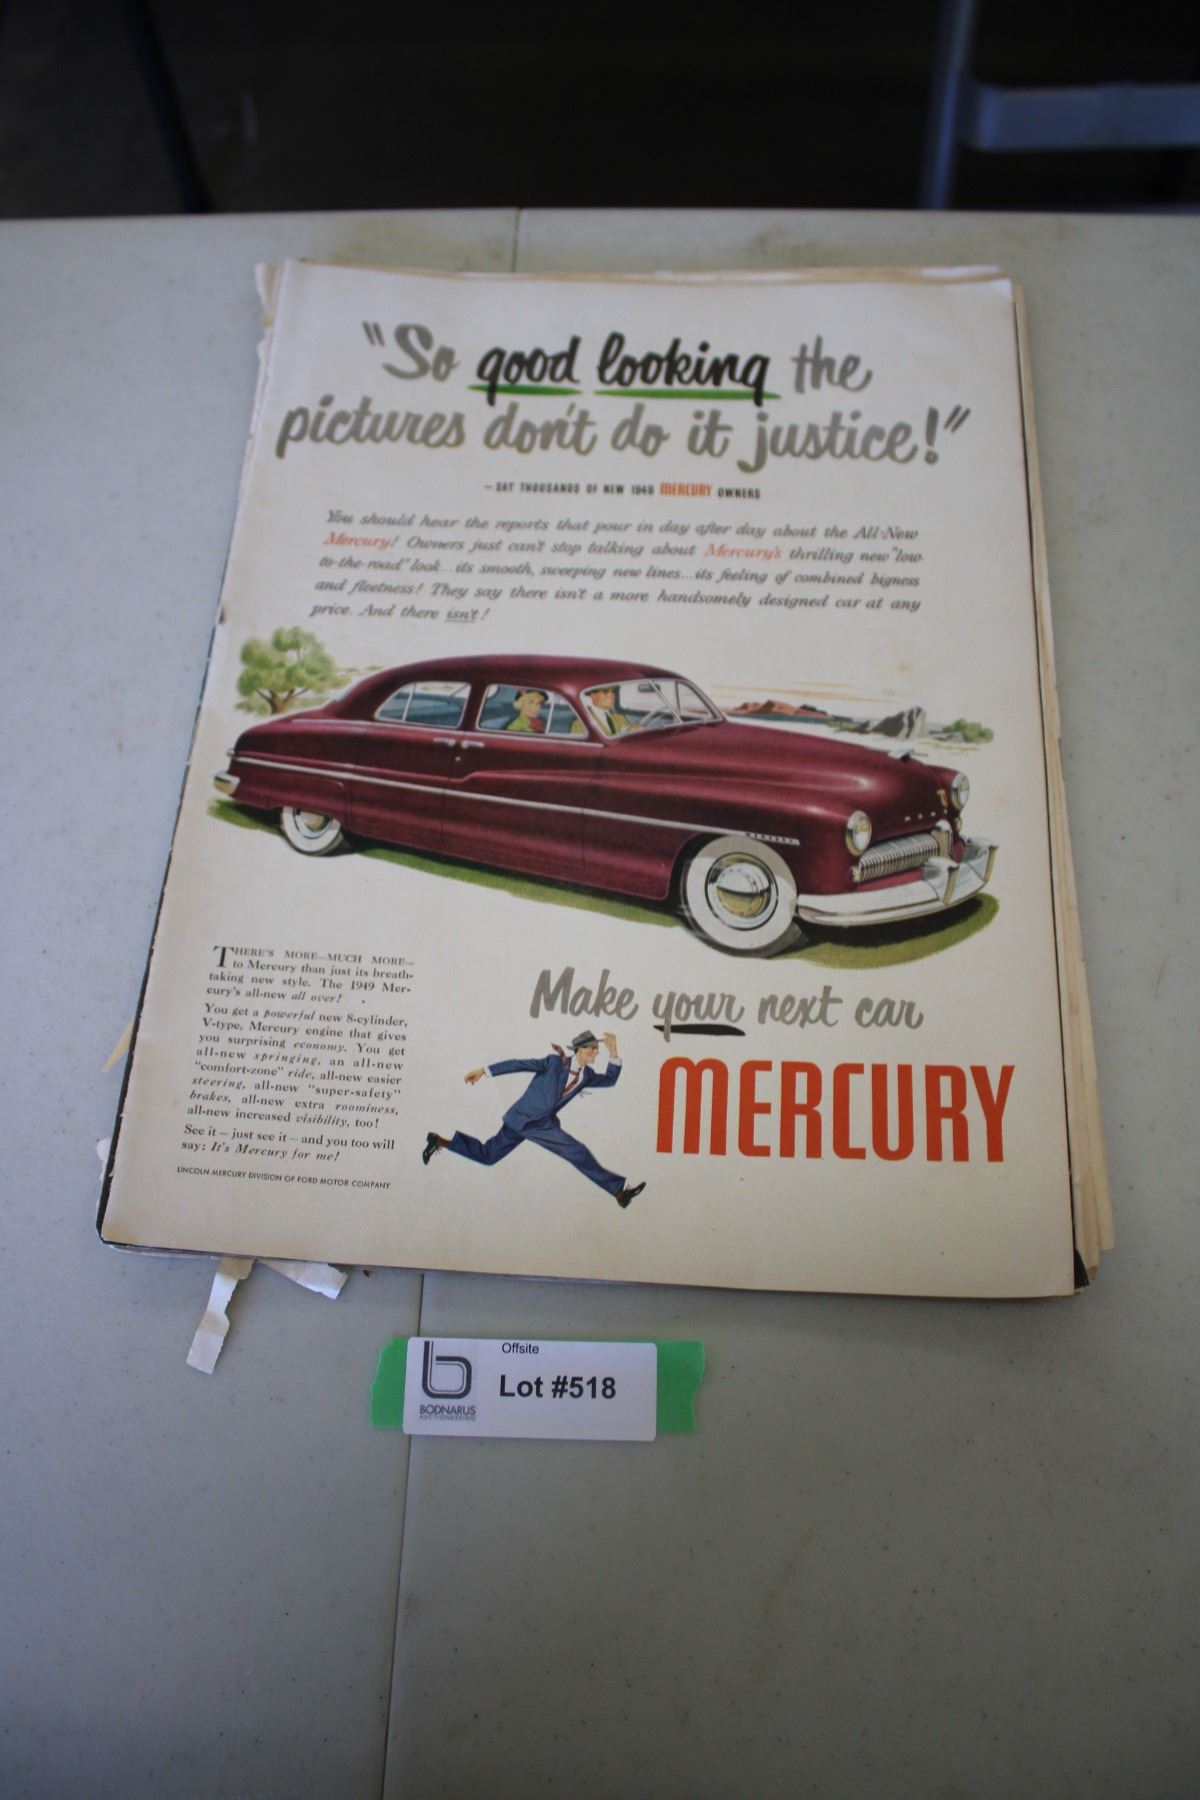 "So good looking the
pictures don't do it justice!"
— SAY THOUSANDS OF NEW 1949 MERCURY OWNERS
You should hear the reports that pour in day after day about the All-New
Mercury! Owners just can't stop talking about Mercury's thrilling new "low
to-the-road" look...its smooth, sweeping new lines...its feeling of combined bigness
and fleetness! They say there isn't a more handsomely designed car at any
price. And there isn't!
MERCURY
THERE'S MORE—MUCH MORE—
to Mercury than just its breath-
taking new style. The 1949 Mer-
cury's all-new all over!
You get a powerful new 8-cylinder,
V-type, Mercury engine that gives
you surprising economy. You get
all-new springing, an all-new
"comfort-zone" ride, all-new easier
steering, all-new "super-safety"
brakes, all-new extra roominess,
all-new increased visibility, too!
See it — just see it — and you too will
say: It's Mercury for me!
LINCOLN-MERCURY DIVISION OF FORD MOTOR COMPANY
Make your next car
MERCURY
Offsite
Lot #518
b
BODNARUS
AUCTIONEERING